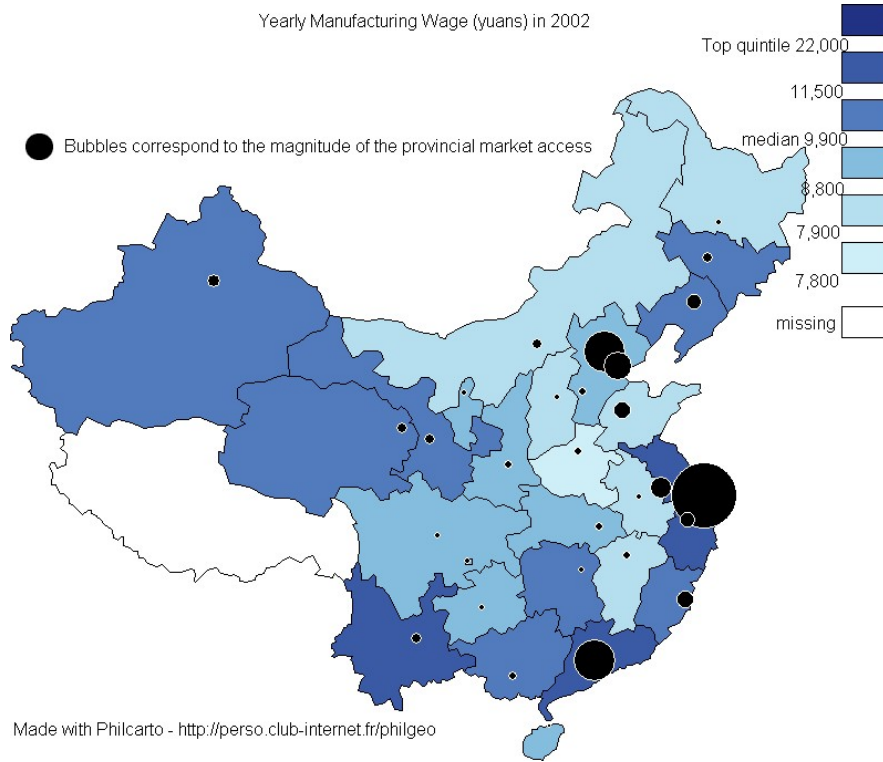 Yearly Manufacturing Wage (yuans) in 2002
Top quintile 22,000
11,500
Bubbles correspond to the magnitude of the provincial market access
median 9,900
8,800
7,900
7,800
missing
Made with Philcarto - http://perso.club-internet.fr/philgeo